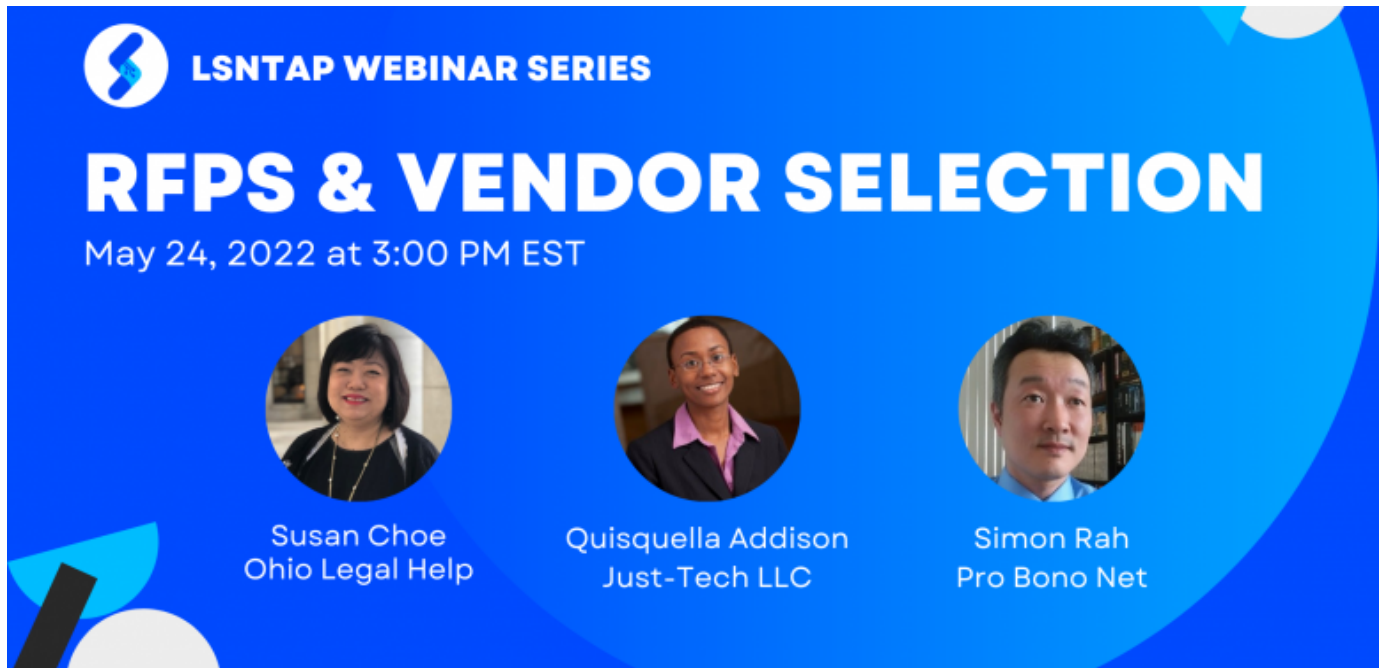 LSNTAP WEBINAR SERIES
RFPS & VENDOR SELECTION
May 24, 2022 at 3:00 PM EST
Susan Choe
Ohio Legal Help
Quisquella Addison
Just-Tech LLC
Simon Rah
Pro Bono Net